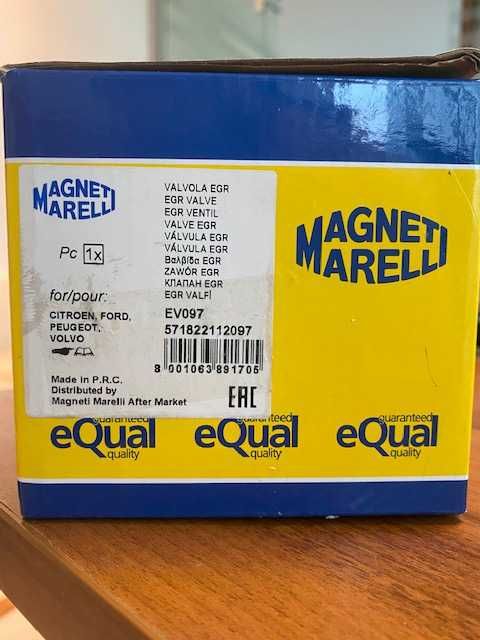 MAGNETI
MARELLI
Pc 1x
for/pour:
CITROEN, FORD,
PEUGEOT,
VOLVO
Made in P.R.C.
Distributed by
Magneti Marelli After Market
VALVOLA EGR
EGR VALVE
EGR VENTIL
VALVE EGR
VÁLVULA EGR
VÁLVULA EGR
Βαλβίδα EGR
ZAWÓR EGR
КЛАПАН EGR
EGR VALFİ
EV097
571822112097
8 001063 891705
EAC
MAGNETI
MARELLI
guaranteed
eQual
quality
guaranteed
eQual
quality
guaranteed
eQual
quality